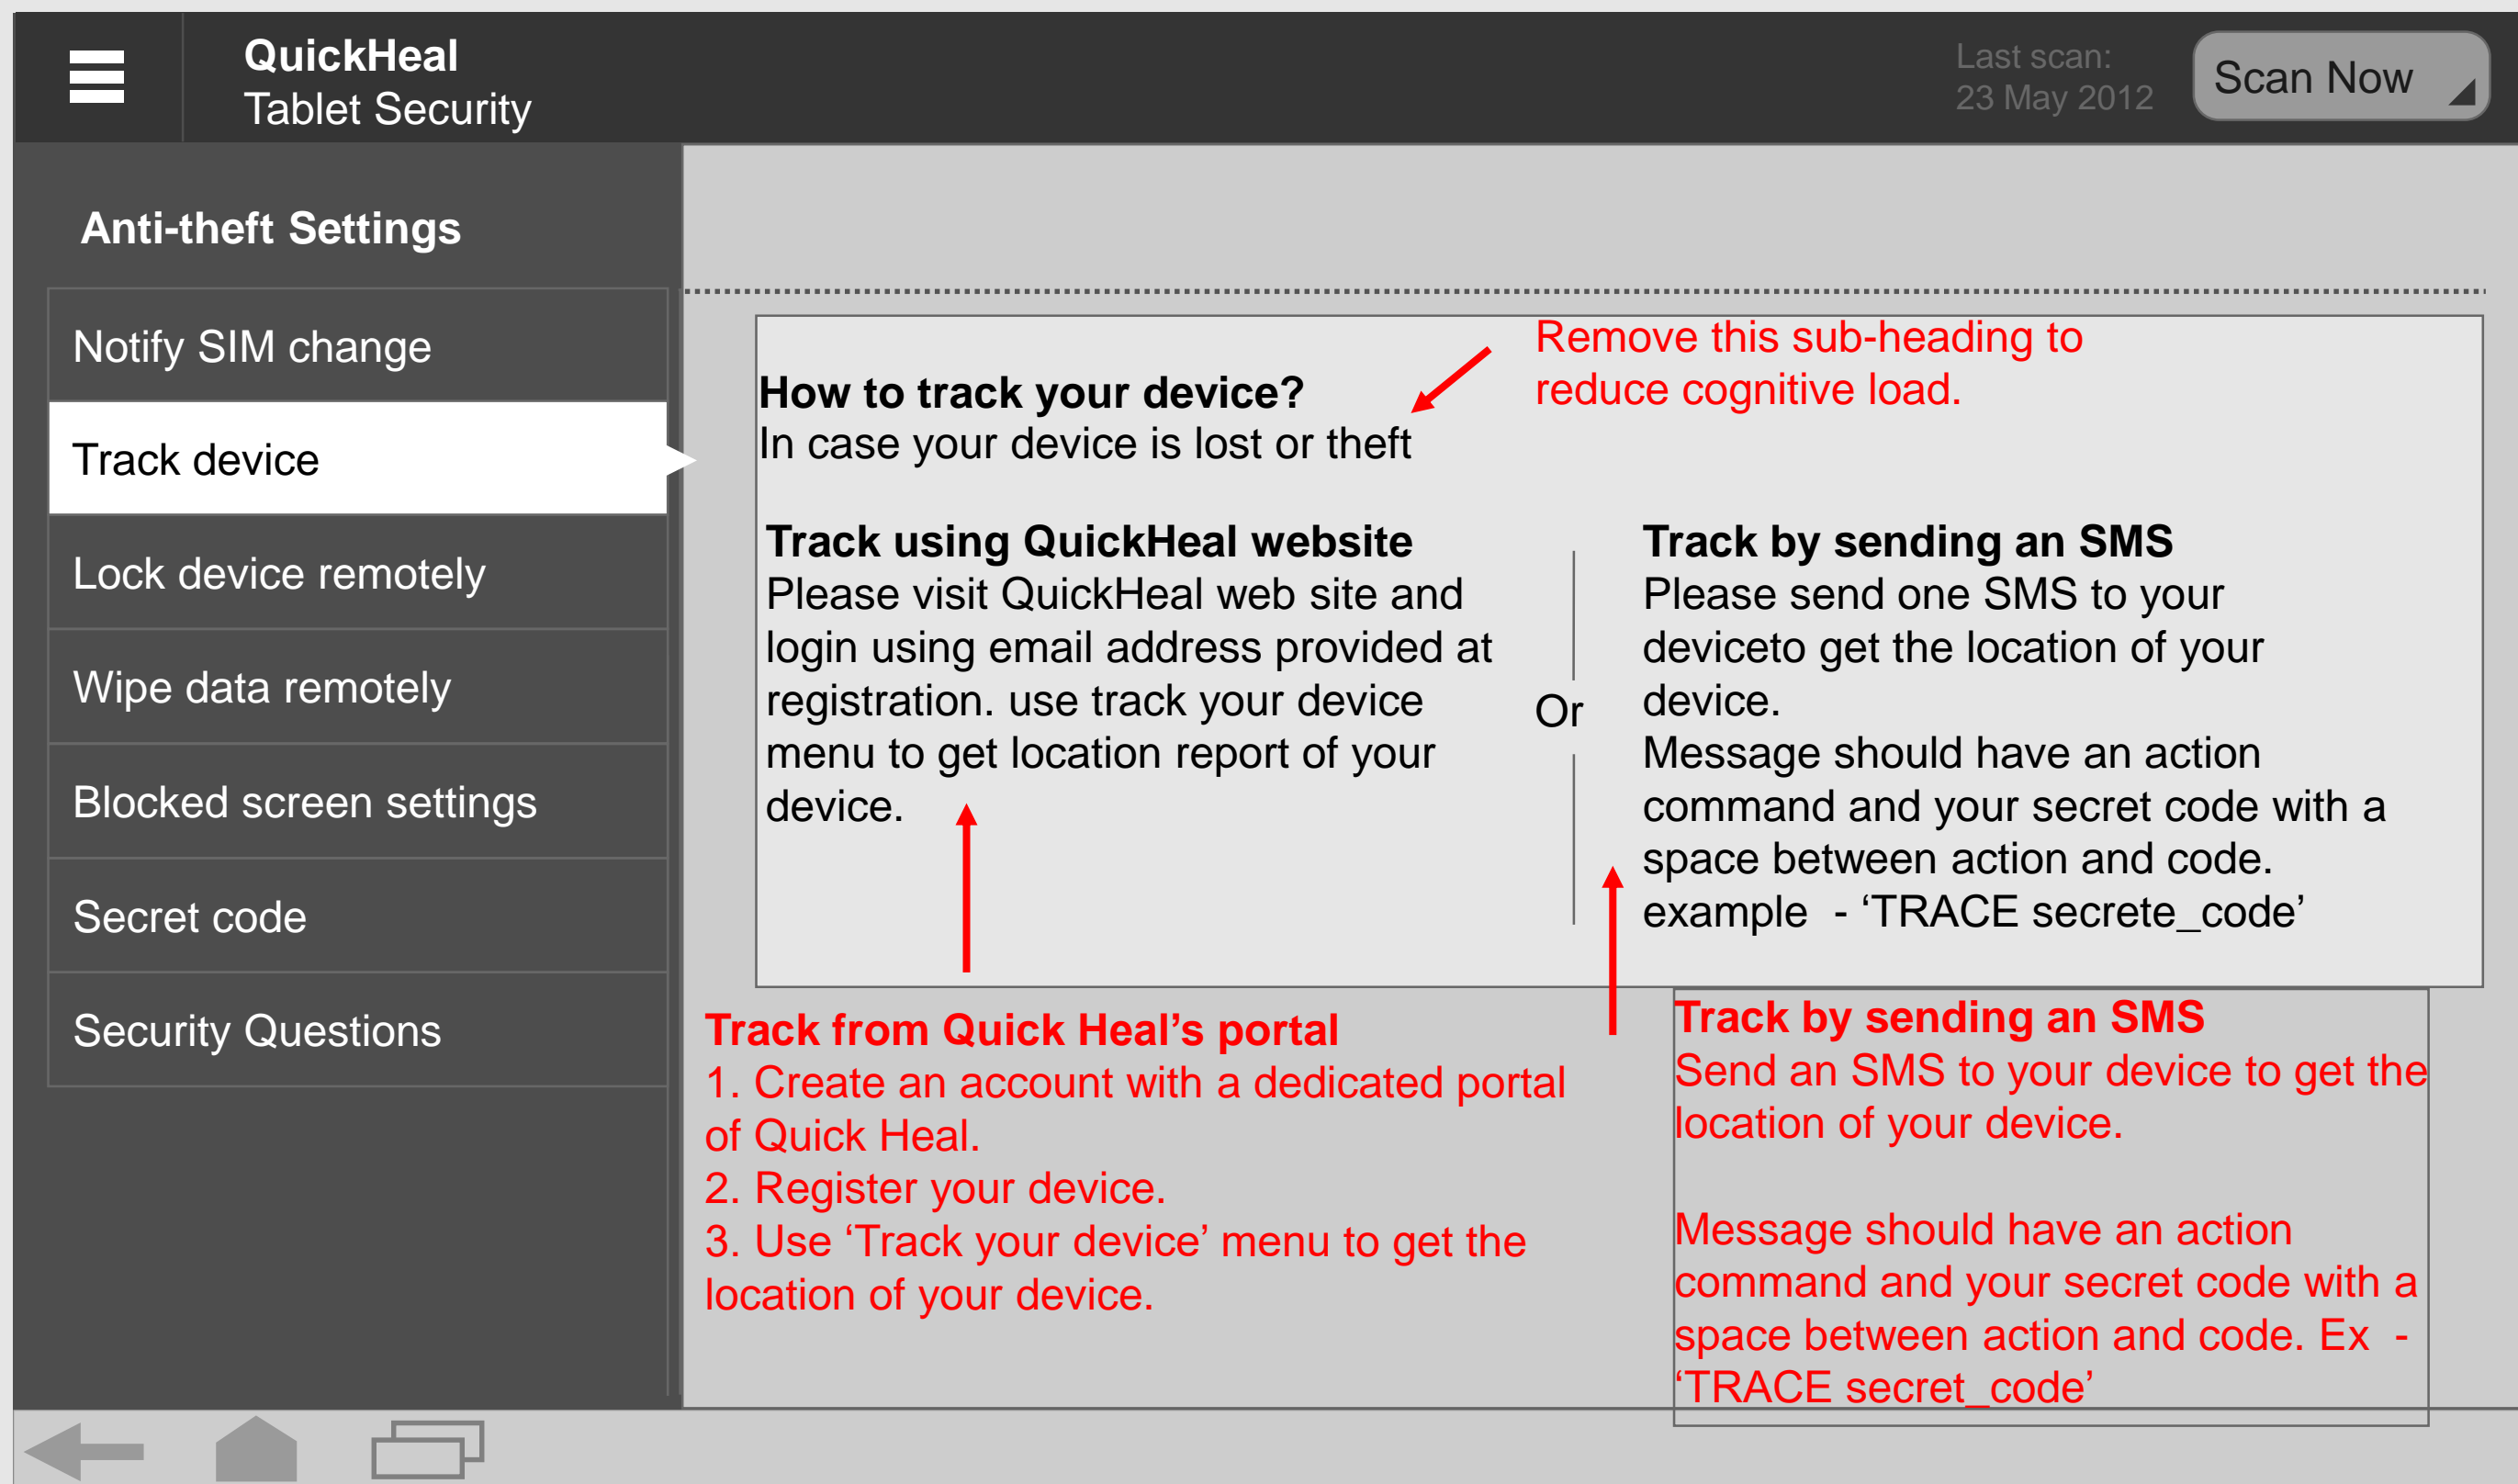 QuickHeal
Tablet Security
Last scan:
23 May 2012
Scan Now
Anti-theft Settings
Notify SIM change
Track device
Lock device remotely
Wipe data remotely
Blocked screen settings
Secret code
Security Questions
Remove this sub-heading to
reduce cognitive load.
How to track your device?
In case your device is lost or theft
Track using QuickHeal website
Please visit QuickHeal web site and
login using email address provided at
registration. use track your device
menu to get location report of your
device.
Or
Track by sending an SMS
Please send one SMS to your
deviceto get the location of your
device.
Message should have an action
command and your secret code with a
space between action and code.
example  - ‘TRACE secrete_code’
Track from Quick Heal’s portal
1. Create an account with a dedicated portal
of Quick Heal.
2. Register your device.
3. Use ‘Track your device’ menu to get the
location of your device.
Track by sending an SMS
Send an SMS to your device to get the
location of your device.
Message should have an action
command and your secret code with a
space between action and code. Ex  -
‘TRACE secret_code’